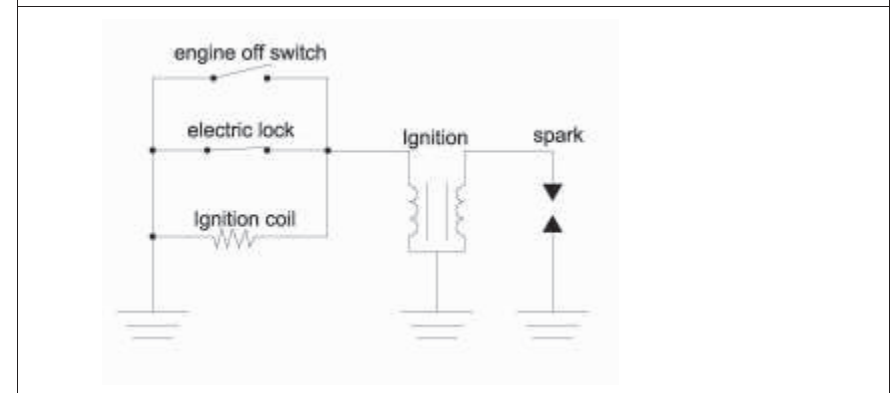 engine off switch
electric lock
Ignition
spark
Ignition coil